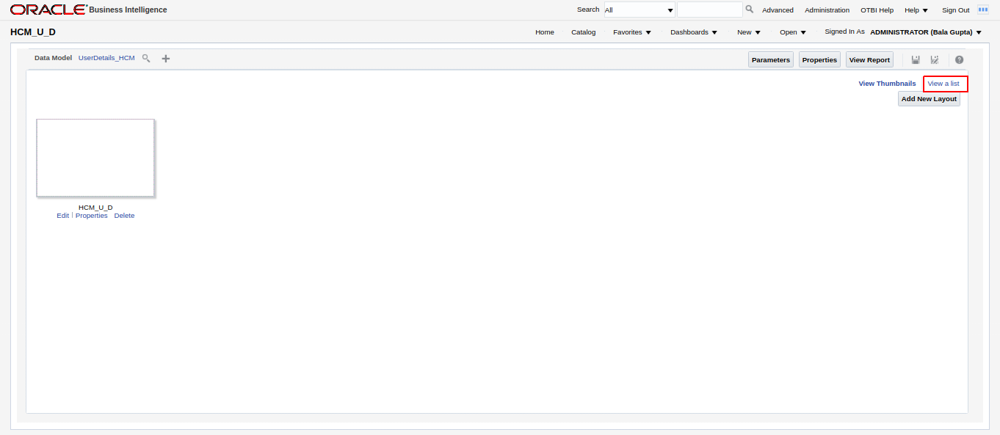 ORACLE Business Intelligence
Search All Advanced Administration OTBI Help Help Sign Out
HCM_U_D
Home Catalog Favorites Dashboards New Open Signed In As ADMINISTRATOR (Bala Gupta)
Data Model UserDetails_HCM
Parameters Properties View Report
View Thumbnails View a list
Add New Layout
HCM_U_D
Edit Properties Delete